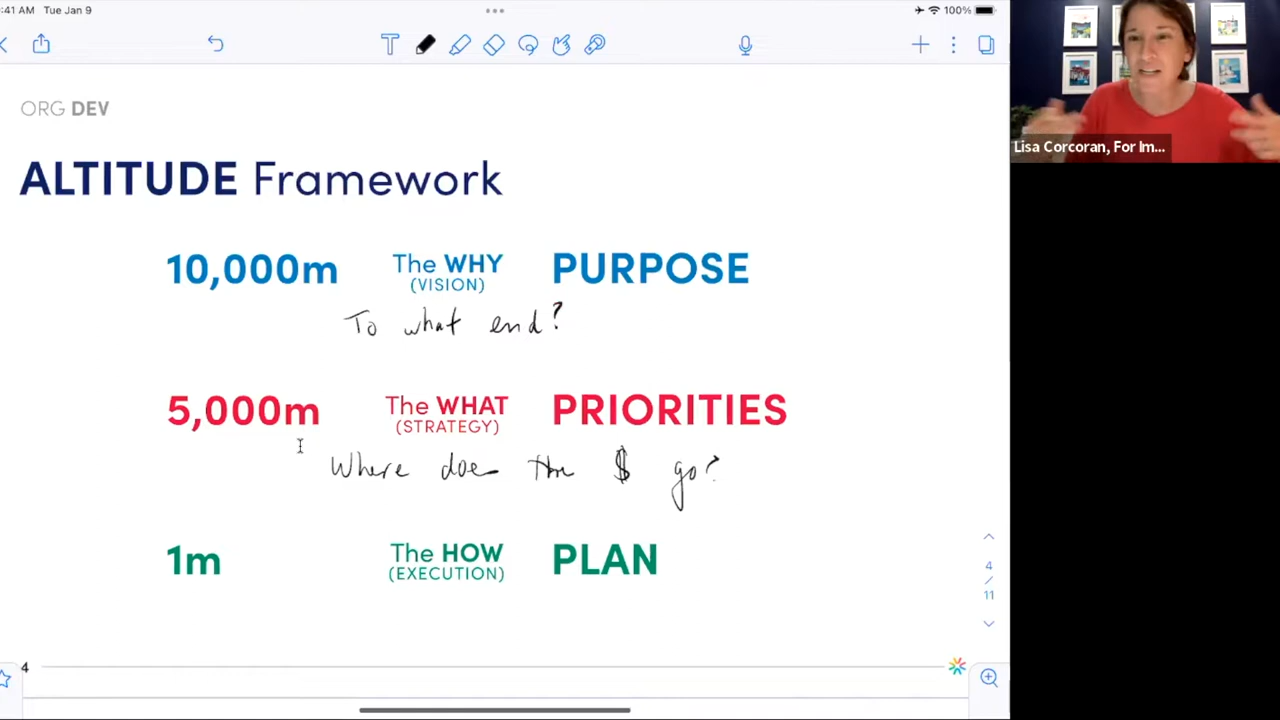 :41 AM Tue Jan 9
100%
ORG DEV
ALTITUDE Framework
10,000m The WHY (VISION) PURPOSE
To what end?
5,000m The WHAT (STRATEGY) PRIORITIES
Where does the $ go?
1m The HOW (EXECUTION) PLAN
4
/
11
4
Lisa Corcoran, For Im...